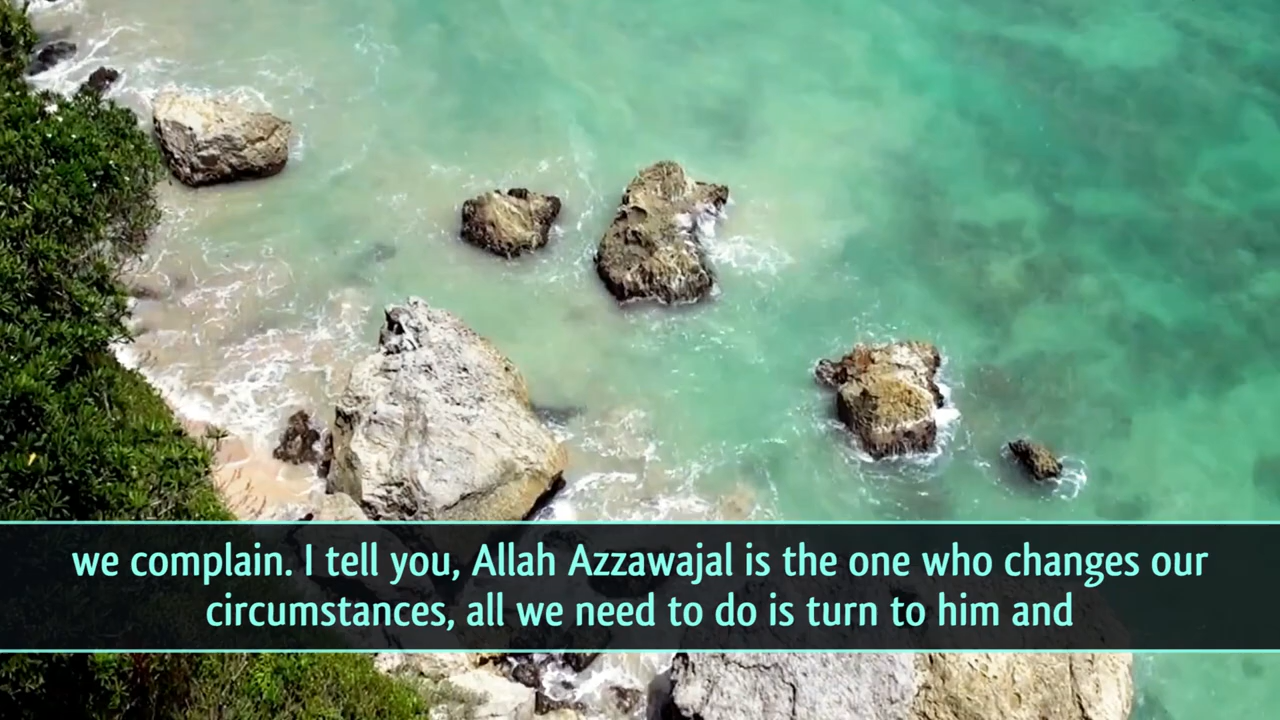 we complain. I tell you, Allah Azzawajal is the one who changes our
circumstances, all we need to do is turn to him and